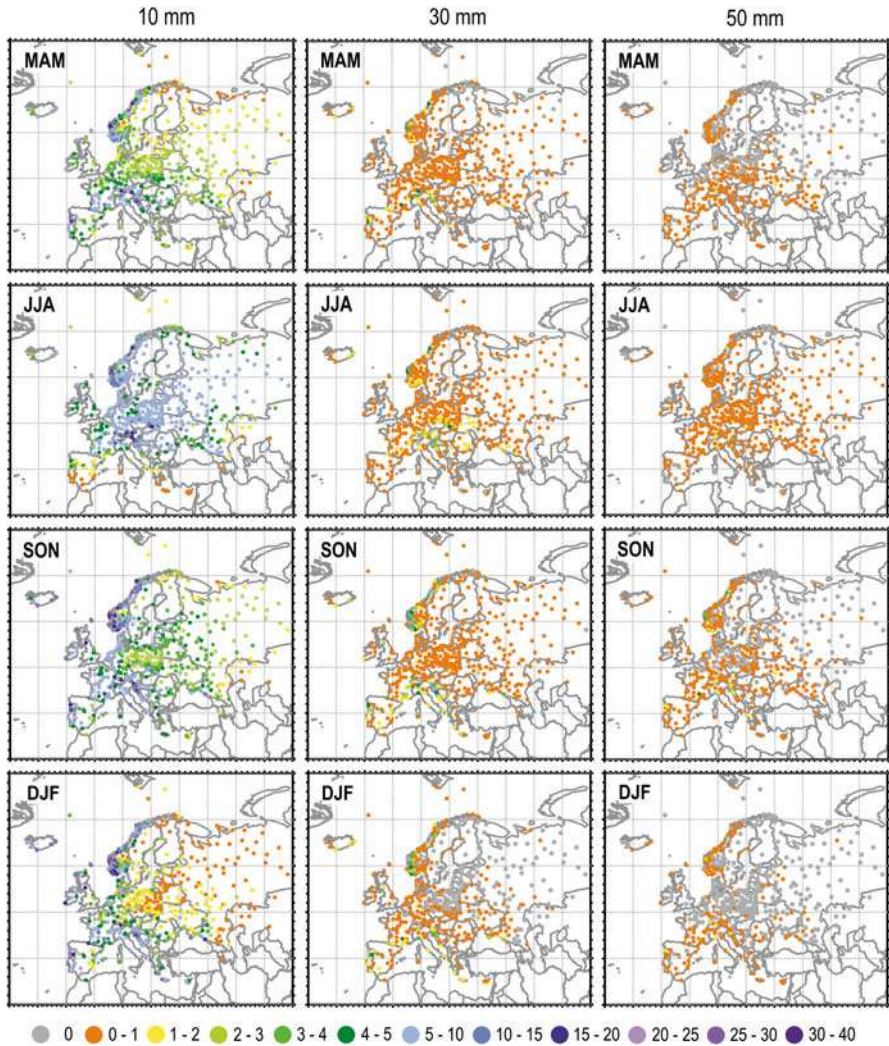 10 mm 30 mm 50 mm
MAM MAM MAM
JJA JJA JJA
SON SON SON
DJF DJF DJF
0 0 - 1 1 - 2 2 - 3 3 - 4 4 - 5 5 - 10 10 - 15 15 - 20 20 - 25 25 - 30 30 - 40